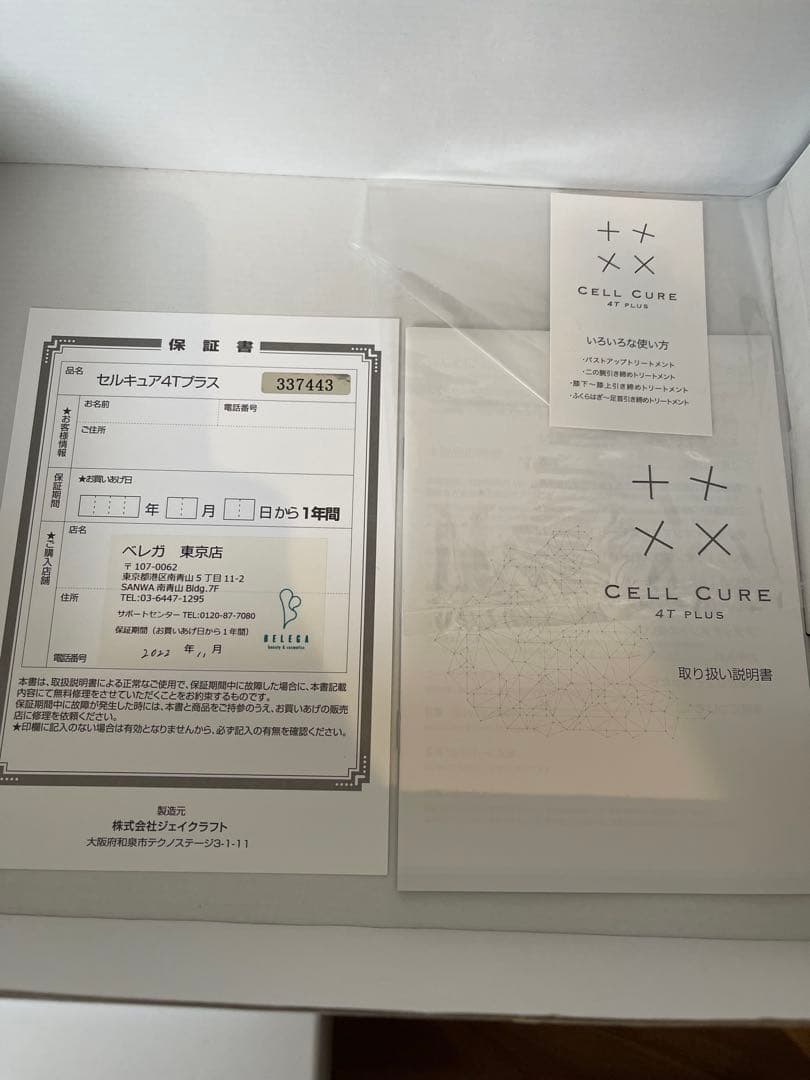 保証書
品名
セルキュア4Tプラス
337443
★お客様情報
お名前
電話番号
ご住所
保証期間
★お買いあげ日
年 月 日から1年間
★ご購入店舗
店名
ベレガ 東京店
〒107-0062
東京都港区南青山5丁目11-2
SANWA 南青山 Bldg.7F
TEL:03-6447-1295
サポートセンター TEL:0120-87-7080
保証期間(お買いあげ日から1年間)
2022 年 11 月
BELEGA
beauty & cosmetics
住所
電話番号
本書は、取扱説明書による正常なご使用で、保証期間中に故障した場合に、本書記載
内容にて無料修理をさせていただくことをお約束するものです。
保証期間中に故障が発生した時には、本書と商品をご持参のうえ、お買いあげの販売
店に修理を依頼ください。
★印欄に記入のない場合は有効となりませんから、必ず記入の有無を確認ください。
製造元
株式会社ジェイクラフト
大阪府和泉市テクノステージ3-1-11
CELL CURE
4T PLUS
いろいろな使い方
・バストアップトリートメント
・二の腕引き締めトリートメント
・膝下〜膝上引き締めトリートメント
・ふくらはぎ〜足首引き締めトリートメント
CELL CURE
4T PLUS
取り扱い説明書